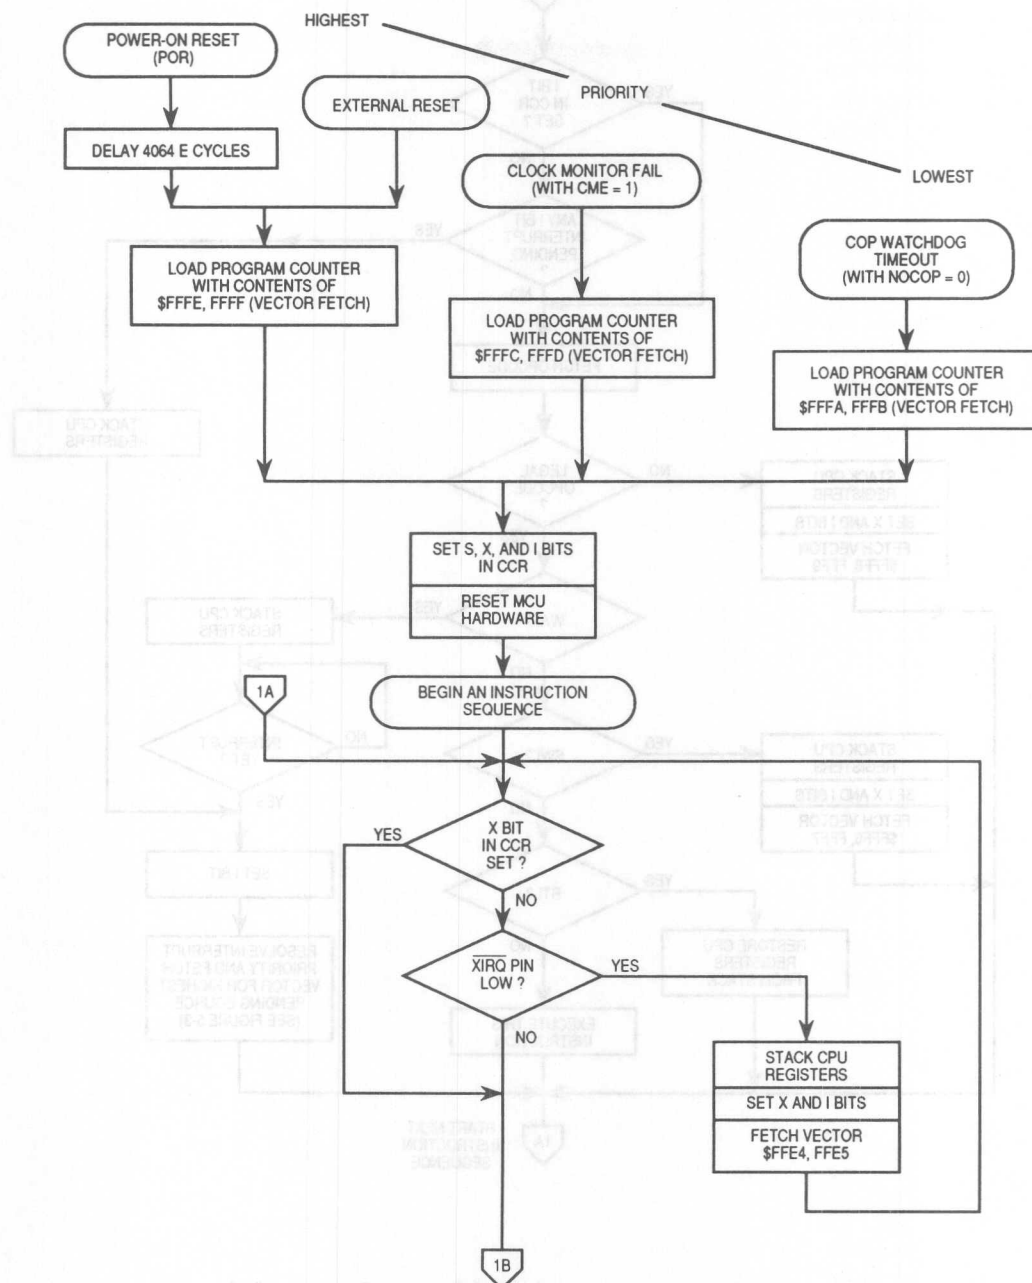 HIGHEST
POWER-ON RESET
(POR)
PRIORITY
EXTERNAL RESET
DELAY 4064 E CYCLES
CLOCK MONITOR FAIL
(WITH CME = 1)
LOWEST
COP WATCHDOG
TIMEOUT
(WITH NOCOP = 0)
LOAD PROGRAM COUNTER
WITH CONTENTS OF
$FFFE, FFFF (VECTOR FETCH)
LOAD PROGRAM COUNTER
WITH CONTENTS OF
$FFFC, FFFD (VECTOR FETCH)
LOAD PROGRAM COUNTER
WITH CONTENTS OF
$FFFA, FFFB (VECTOR FETCH)
SET S, X, AND I BITS
IN CCR
RESET MCU
HARDWARE
1A
BEGIN AN INSTRUCTION
SEQUENCE
YES
X BIT
IN CCR
SET ?
NO
XIRQ PIN
LOW ?
YES
NO
STACK CPU
REGISTERS
SET X AND I BITS
FETCH VECTOR
$FFE4, FFE5
1B